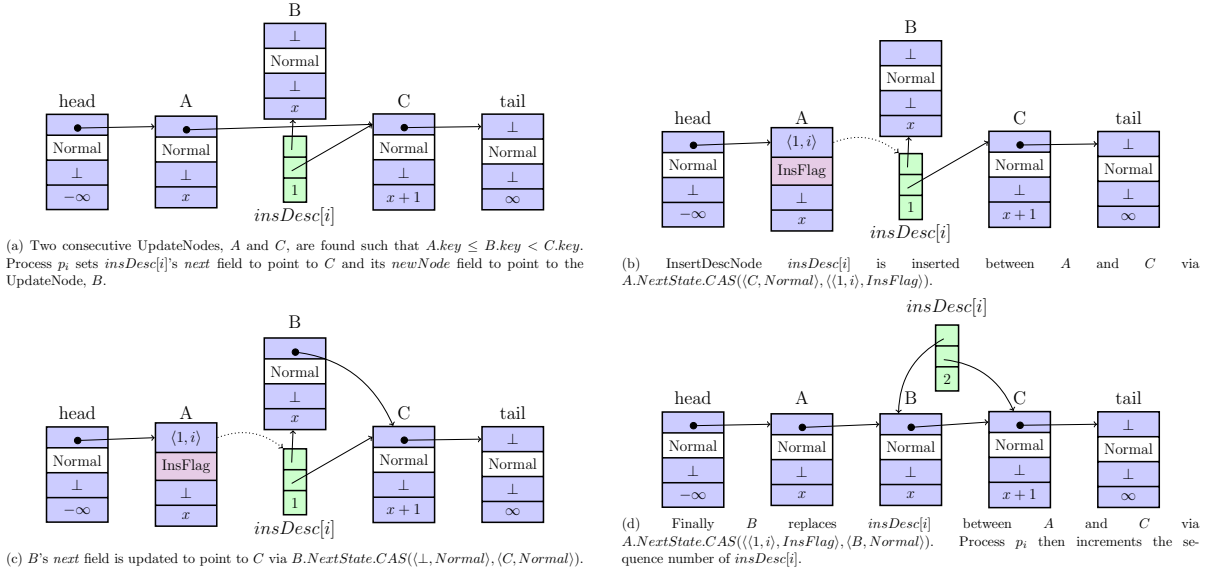 B
⊥
Normal
⊥
x
head
A
C
tail
⊥
Normal
Normal
Normal
Normal
⊥
⊥
1
⊥
⊥
−∞
x
x + 1
∞
insDesc[i]
(a) Two consecutive UpdateNodes, A and C, are found such that A.key ≤ B.key < C.key.
Process p_i sets insDesc[i]'s next field to point to C and its newNode field to point to the
UpdateNode, B.
B
⊥
Normal
⊥
x
head
A
C
tail
⟨1, i⟩
⊥
Normal
InsFlag
Normal
Normal
⊥
⊥
1
⊥
⊥
−∞
x
x + 1
∞
insDesc[i]
(b) InsertDescNode insDesc[i] is inserted between A and C via
A.NextState.CAS(⟨C, Normal⟩, ⟨⟨1, i⟩, InsFlag⟩).
B
Normal
⊥
x
head
A
C
tail
⟨1, i⟩
⊥
Normal
InsFlag
Normal
Normal
⊥
⊥
1
⊥
⊥
−∞
x
x + 1
∞
insDesc[i]
(c) B's next field is updated to point to C via B.NextState.CAS(⟨⊥, Normal⟩, ⟨C, Normal⟩).
insDesc[i]
2
head
A
B
C
tail
⊥
Normal
Normal
Normal
Normal
Normal
⊥
⊥
⊥
⊥
⊥
−∞
x
x
x + 1
∞
(d) Finally B replaces insDesc[i] between A and C via
A.NextState.CAS(⟨⟨1, i⟩, InsFlag⟩, ⟨B, Normal⟩). Process p_i then increments the se-
quence number of insDesc[i].